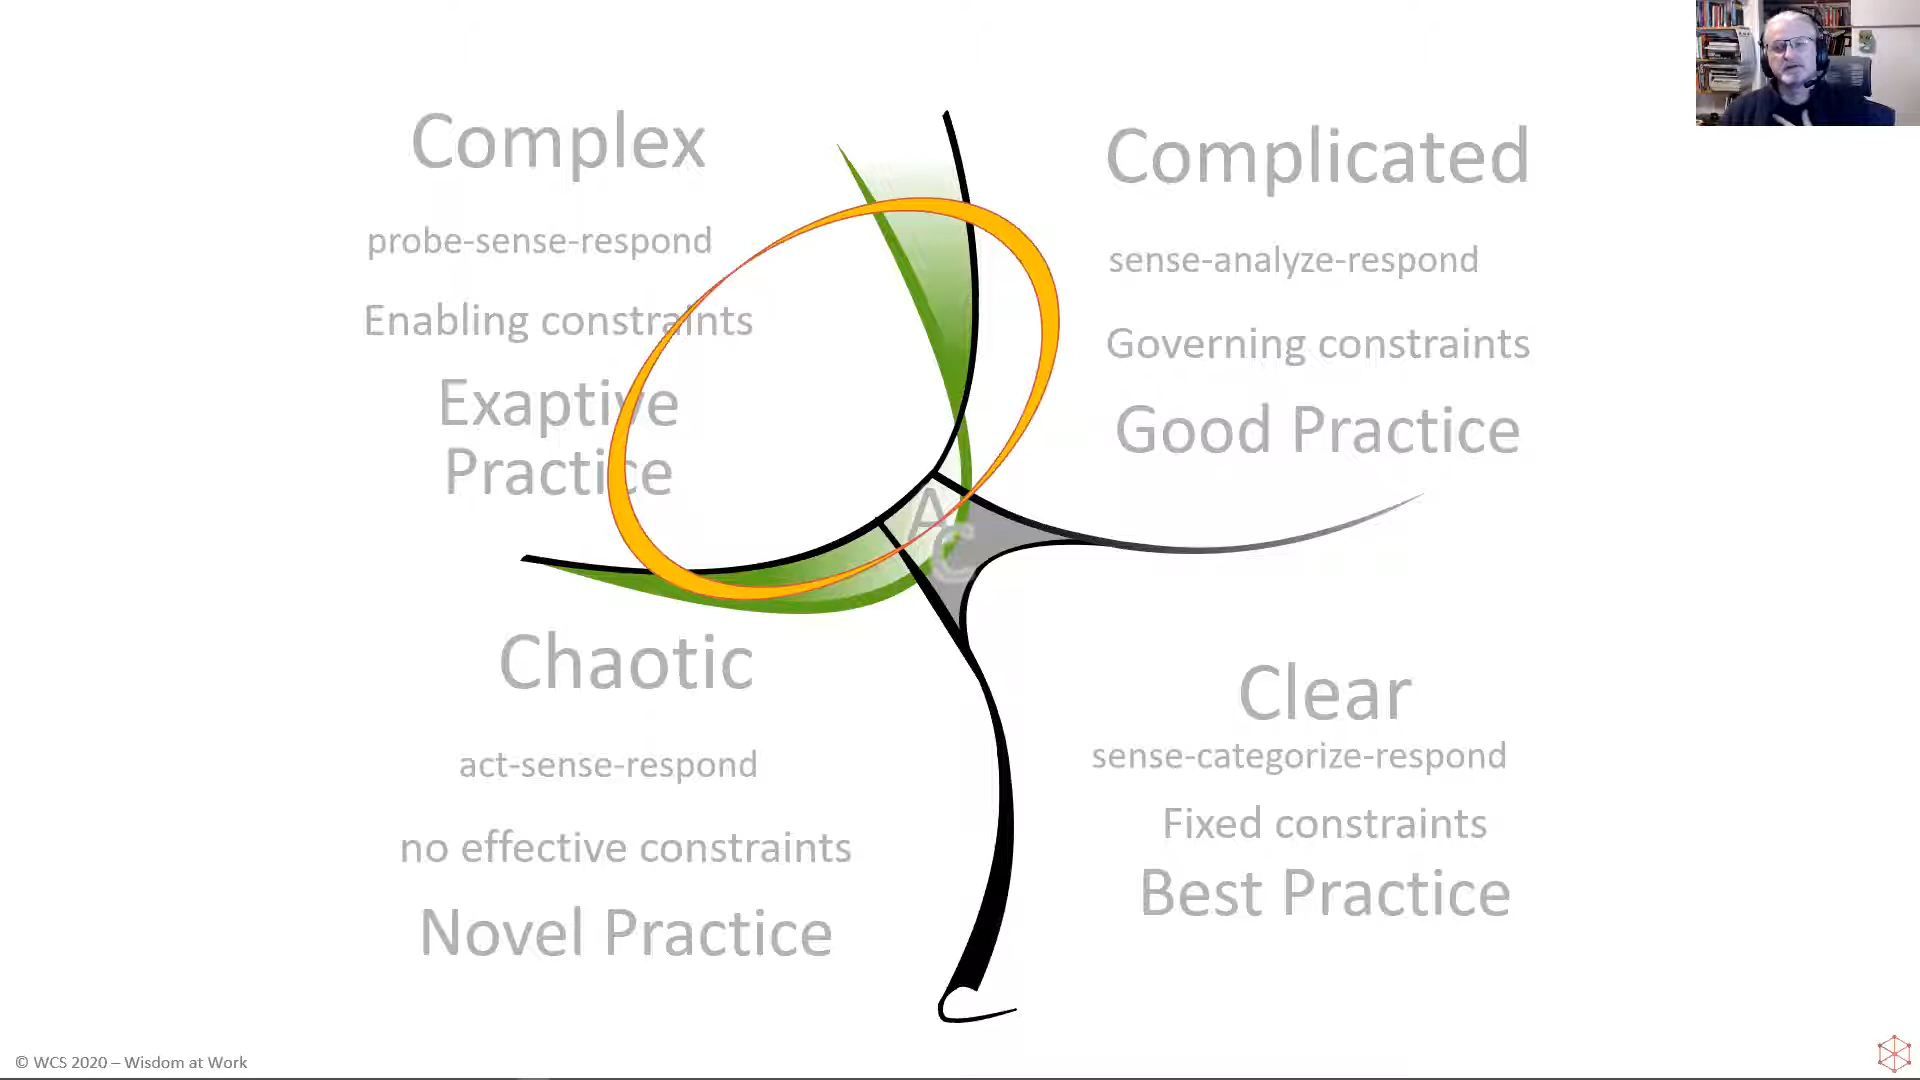 Complex
probe-sense-respond
Enabling constraints
Exaptive
Practice
Complicated
sense-analyze-respond
Governing constraints
Good Practice
A
C
Chaotic
act-sense-respond
no effective constraints
Novel Practice
Clear
sense-categorize-respond
Fixed constraints
Best Practice
© WCS 2020 – Wisdom at Work